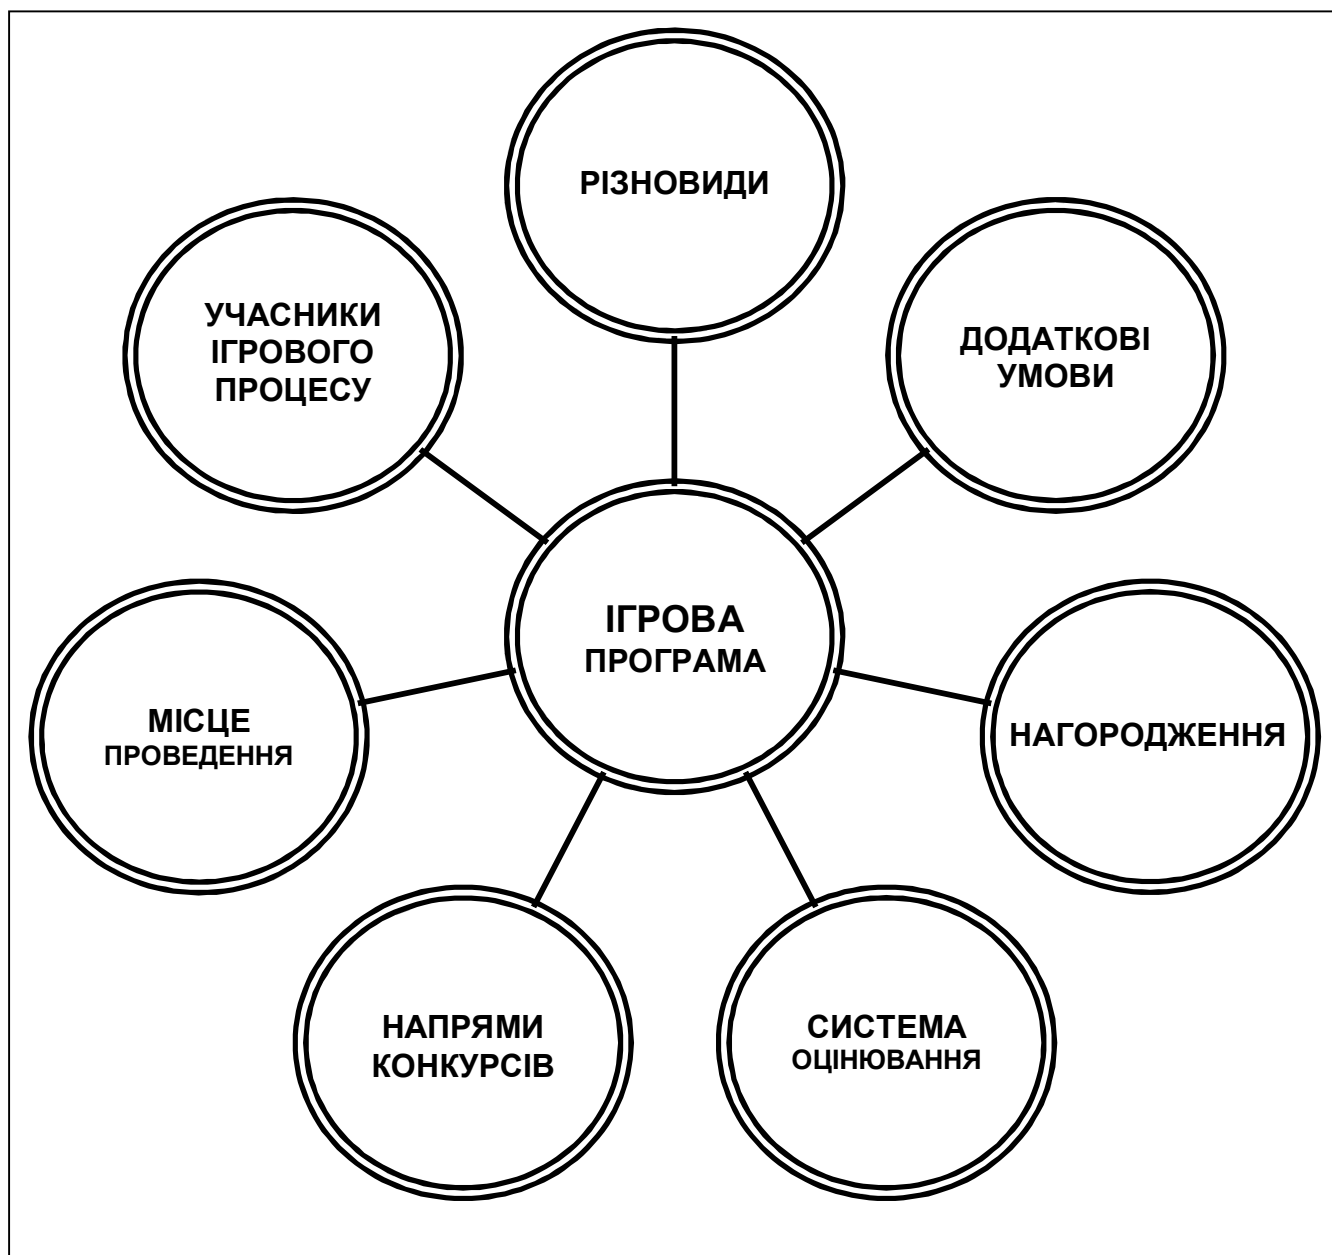 РІЗНОВИДИ
УЧАСНИКИ
ІГРОВОГО
ПРОЦЕСУ
ДОДАТКОВІ
УМОВИ
ІГРОВА
ПРОГРАМА
МІСЦЕ
ПРОВЕДЕННЯ
НАГОРОДЖЕННЯ
НАПРЯМИ
КОНКУРСІВ
СИСТЕМА
ОЦІНЮВАННЯ